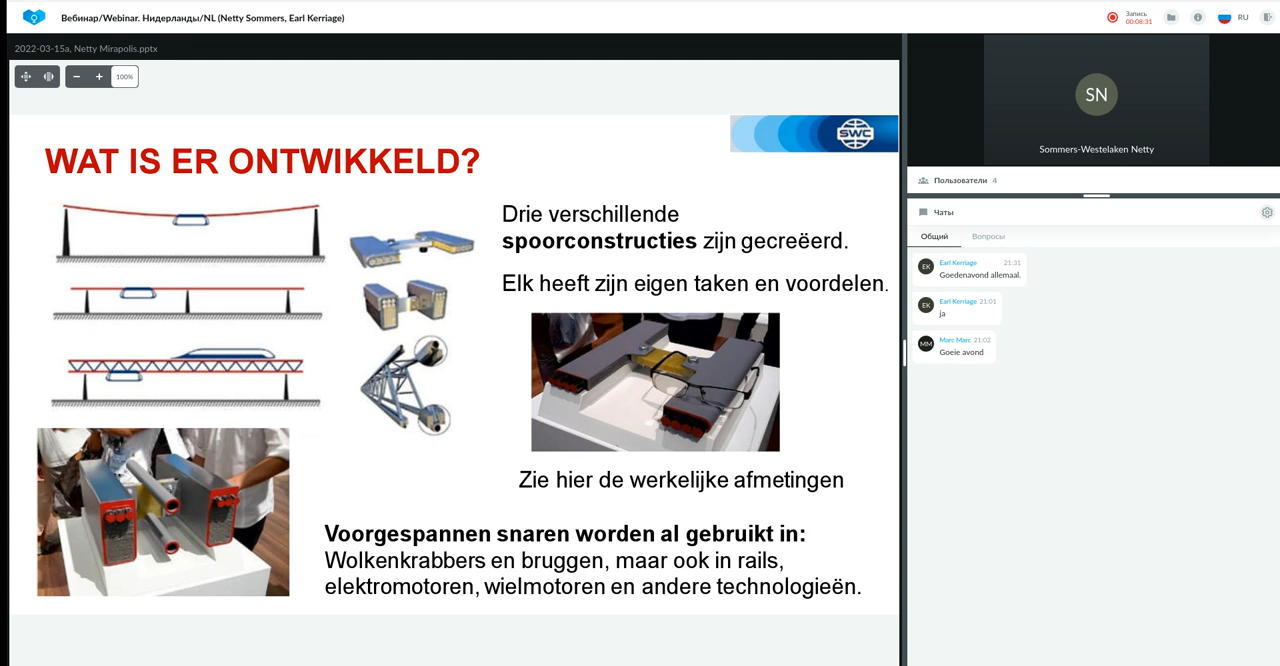 Вебинар/Webinar. Нидерланды/NL (Netty Sommers, Earl Kerriage)
Запись
00:08:31
RU
2022-03-15a, Netty Mirapolis.pptx
100%
SWC
WAT IS ER ONTWIKKELD?
Drie verschillende
spoorconstructies zijn gecreëerd.
Elk heeft zijn eigen taken en voordelen.
Zie hier de werkelijke afmetingen
Voorgespannen snaren worden al gebruikt in:
Wolkenkrabbers en bruggen, maar ook in rails,
elektromotoren, wielmotoren en andere technologieën.
SN
Sommers-Westelaken Netty
Пользователи 4
Чаты
Общий Вопросы
EK Earl Kerriage 21:31
Goedenavond allemaal.
EK Earl Kerriage 21:01
ja
MM Marc Marc 21:02
Goeie avond